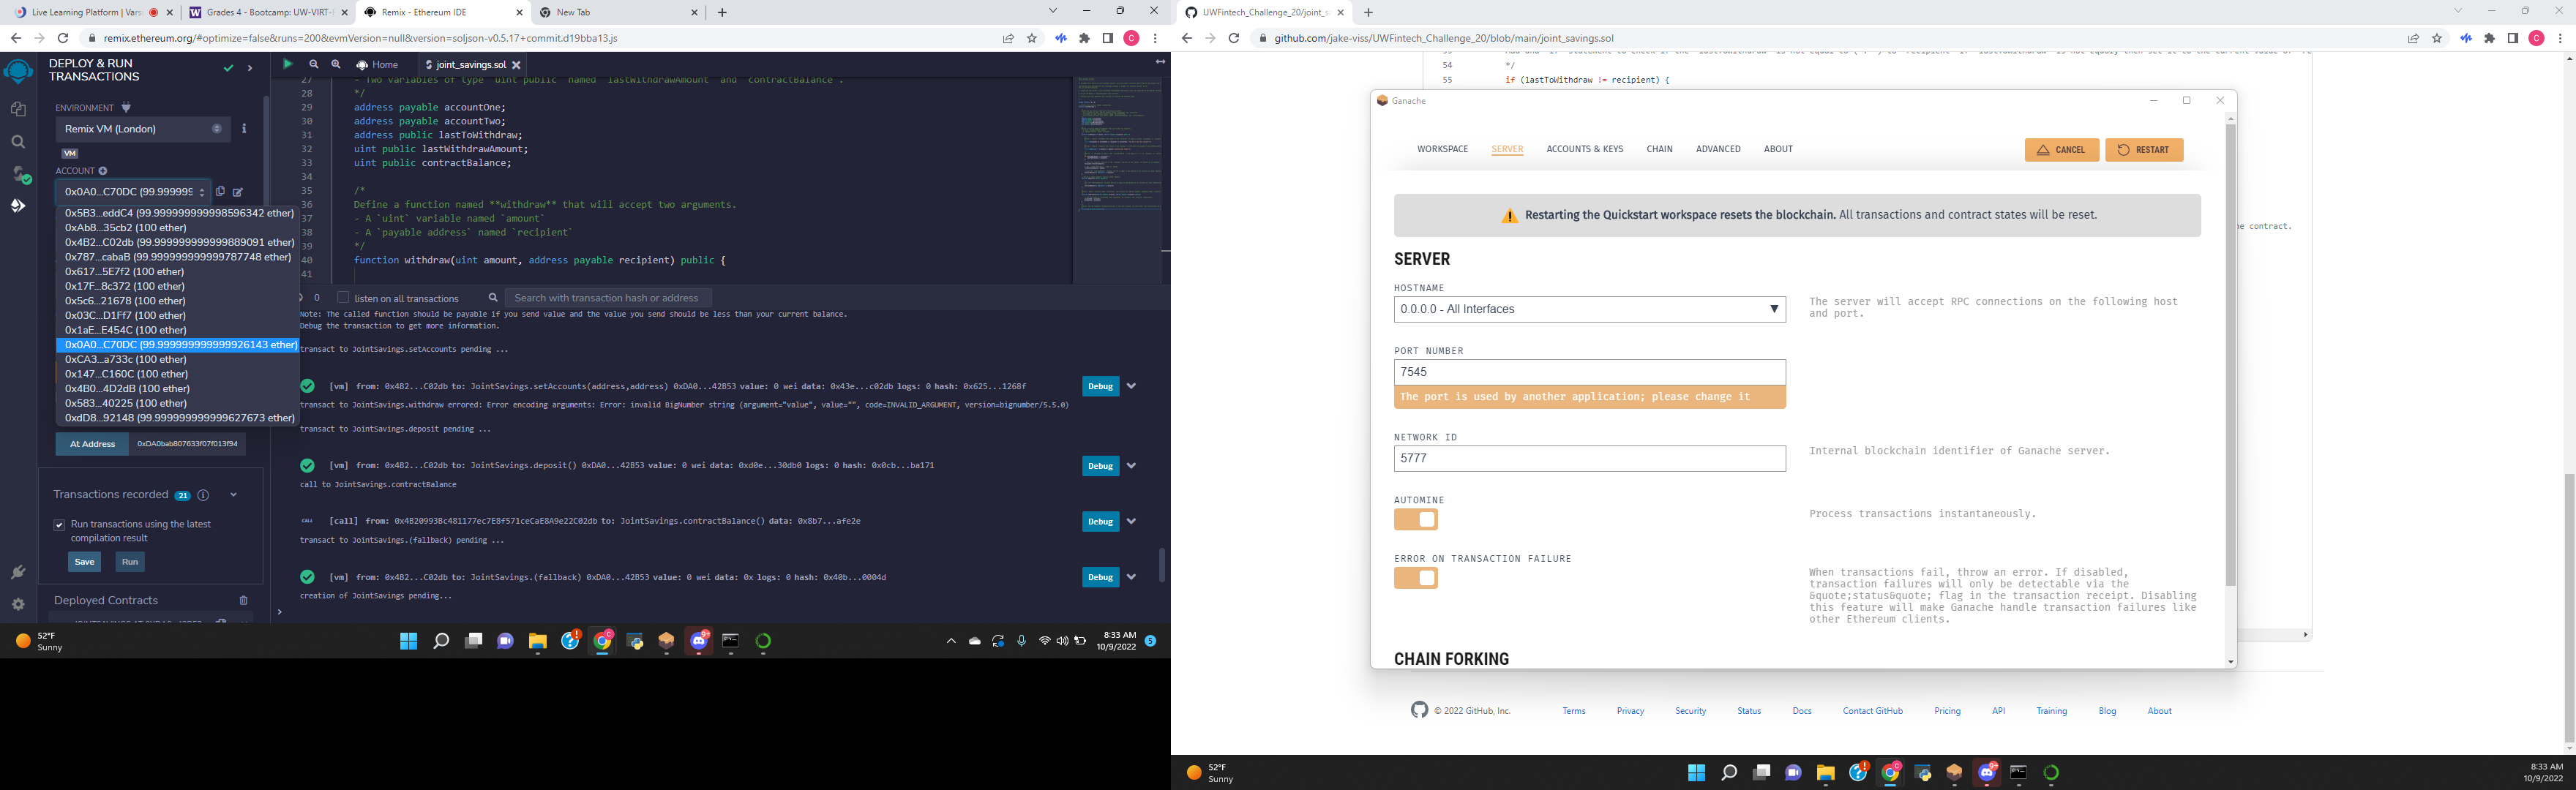 Live Learning Platform | Vars
Grades 4 - Bootcamp: UW-VIRT-
Remix - Ethereum IDE
New Tab
remix.ethereum.org/#optimize=false&runs=200&evmVersion=null&version=soljson-v0.5.17+commit.d19bba13.js
C
DEPLOY & RUN
TRANSACTIONS
ENVIRONMENT
Remix VM (London)
VM
ACCOUNT
0x0A0...C70DC (99.999999
0x5B3...eddC4 (99.999999999998596342 ether)
0xAb8...35cb2 (100 ether)
0x4B2...C02db (99.999999999999889091 ether)
0x787...cabaB (99.999999999999787748 ether)
0x617...5E7f2 (100 ether)
0x17F...8c372 (100 ether)
0x5c6...21678 (100 ether)
0x03C...D1Ff7 (100 ether)
0x1aE...E454C (100 ether)
0x0A0...C70DC (99.999999999999926143 ether)
0xCA3...a733c (100 ether)
0x147...C160C (100 ether)
0x4B0...4D2dB (100 ether)
0x583...40225 (100 ether)
0xdD8...92148 (99.999999999999627673 ether)
At Address
0xDA0bab807633f07f013f94
Transactions recorded 21
Run transactions using the latest
compilation result
Save
Run
Deployed Contracts
Home
joint_savings.sol
27 - Two variables of type `uint public` named `lastWithdrawAmount` and `contractBalance`.
28 */
29 address payable accountOne;
30 address payable accountTwo;
31 address public lastToWithdraw;
32 uint public lastWithdrawAmount;
33 uint public contractBalance;
34
35 /*
36 Define a function named **withdraw** that will accept two arguments.
37 - A `uint` variable named `amount`
38 - A `payable address` named `recipient`
39 */
40 function withdraw(uint amount, address payable recipient) public {
41
0
listen on all transactions
Search with transaction hash or address
Note: The called function should be payable if you send value and the value you send should be less than your current balance.
Debug the transaction to get more information.
transact to JointSavings.setAccounts pending ...
[vm] from: 0x4B2...C02db to: JointSavings.setAccounts(address,address) 0xDA0...42B53 value: 0 wei data: 0x43e...c02db logs: 0 hash: 0x625...1268f
Debug
transact to JointSavings.withdraw errored: Error encoding arguments: Error: invalid BigNumber string (argument="value", value="", code=INVALID_ARGUMENT, version=bignumber/5.5.0)
transact to JointSavings.deposit pending ...
[vm] from: 0x4B2...C02db to: JointSavings.deposit() 0xDA0...42B53 value: 0 wei data: 0xd0e...30db0 logs: 0 hash: 0x0cb...ba171
Debug
call to JointSavings.contractBalance
CALL [call] from: 0x4B20993Bc481177ec7E8f571ceCaE8A9e22C02db to: JointSavings.contractBalance() data: 0x8b7...afe2e
Debug
transact to JointSavings.(fallback) pending ...
[vm] from: 0x4B2...C02db to: JointSavings.(fallback) 0xDA0...42B53 value: 0 wei data: 0x logs: 0 hash: 0x40b...0004d
Debug
creation of JointSavings pending...
52°F
Sunny
8:33 AM
10/9/2022
5
UWFintech_Challenge_20/joint_s
github.com/jake-viss/UWFintech_Challenge_20/blob/main/joint_savings.sol
C
54 */
55 if (lastToWithdraw != recipient) {
he contract.
Ganache
WORKSPACE
SERVER
ACCOUNTS & KEYS
CHAIN
ADVANCED
ABOUT
CANCEL
RESTART
Restarting the Quickstart workspace resets the blockchain. All transactions and contract states will be reset.
SERVER
HOSTNAME
0.0.0.0 - All Interfaces
The server will accept RPC connections on the following host
and port.
PORT NUMBER
7545
The port is used by another application; please change it
NETWORK ID
5777
Internal blockchain identifier of Ganache server.
AUTOMINE
Process transactions instantaneously.
ERROR ON TRANSACTION FAILURE
When transactions fail, throw an error. If disabled,
transaction failures will only be detectable via the
&quote;status&quote; flag in the transaction receipt. Disabling
this feature will make Ganache handle transaction failures like
other Ethereum clients.
CHAIN FORKING
© 2022 GitHub, Inc.
Terms
Privacy
Security
Status
Docs
Contact GitHub
Pricing
API
Training
Blog
About
52°F
Sunny
8:33 AM
10/9/2022